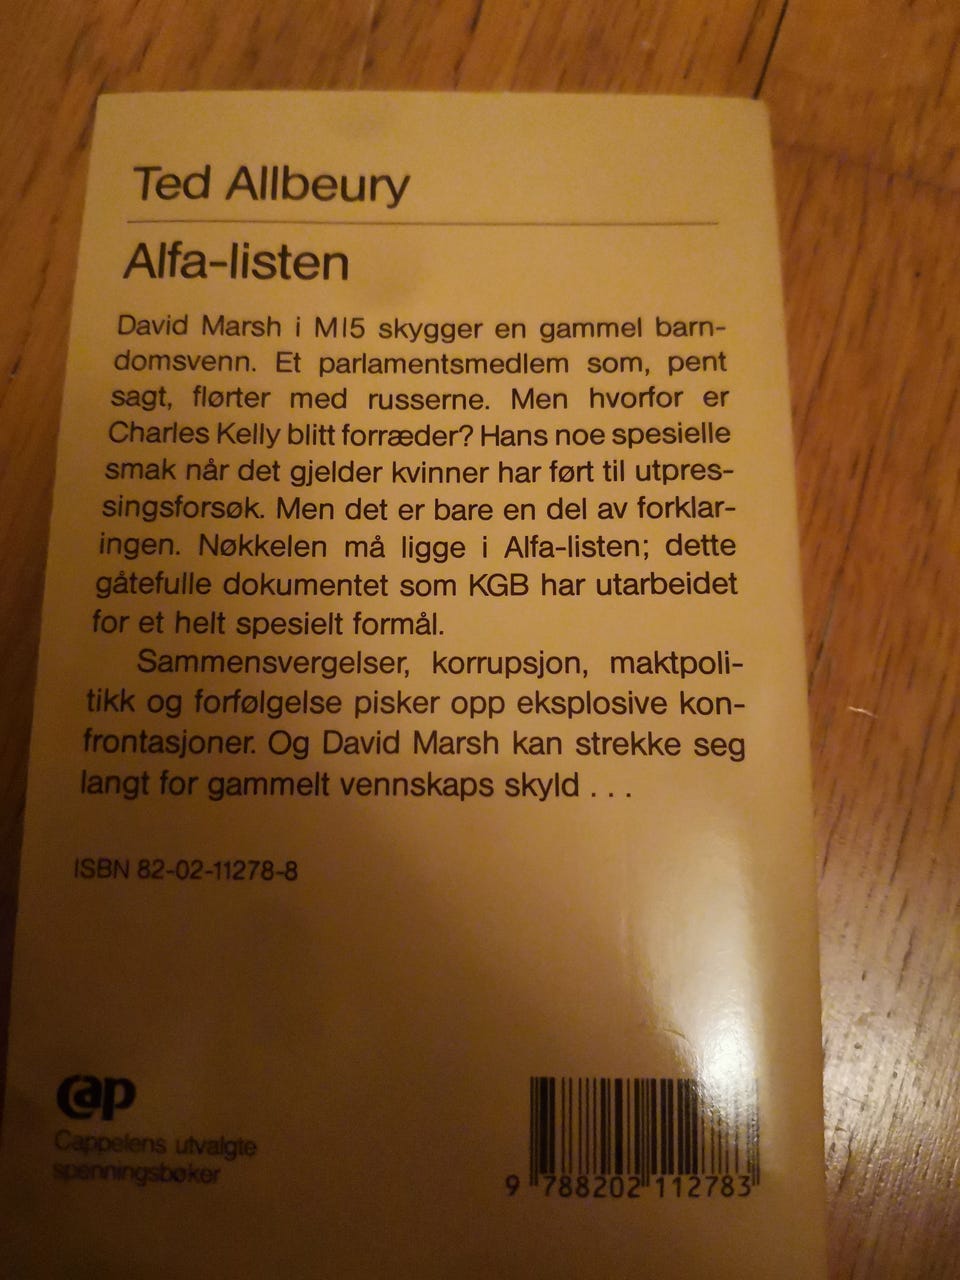 Ted Allbeury
Alfa-listen
David Marsh i MI5 skygger en gammel barn-
domsvenn. Et parlamentsmedlem som, pent
sagt, flørter med russerne. Men hvorfor er
Charles Kelly blitt forræder? Hans noe spesielle
smak når det gjelder kvinner har ført til utpres-
singsforsøk. Men det er bare en del av forklar-
ingen. Nøkkelen må ligge i Alfa-listen; dette
gåtefulle dokumentet som KGB har utarbeidet
for et helt spesielt formål.
Sammensvergelser, korrupsjon, maktpoli-
tikk og forfølgelse pisker opp eksplosive kon-
frontasjoner. Og David Marsh kan strekke seg
langt for gammelt vennskaps skyld . . .
ISBN 82-02-11278-8
cap
Cappelens utvalgte
spenningsbøker
9 788202 112783